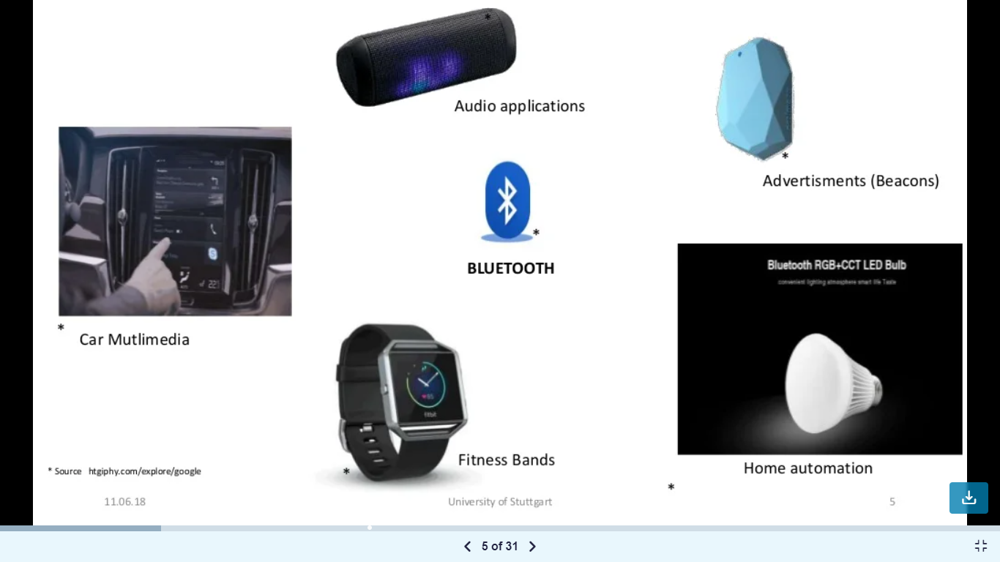 *
Audio applications
*
Advertisments (Beacons)
*
BLUETOOTH
Bluetooth RGB+CCT LED Bulb
convenient lighting atmosphere smart life Taste
*
Car Mutlimedia
fitbit
Fitness Bands
*
Home automation
*
* Source htgiphy.com/explore/google
11.06.18
University of Stuttgart
5
5 of 31